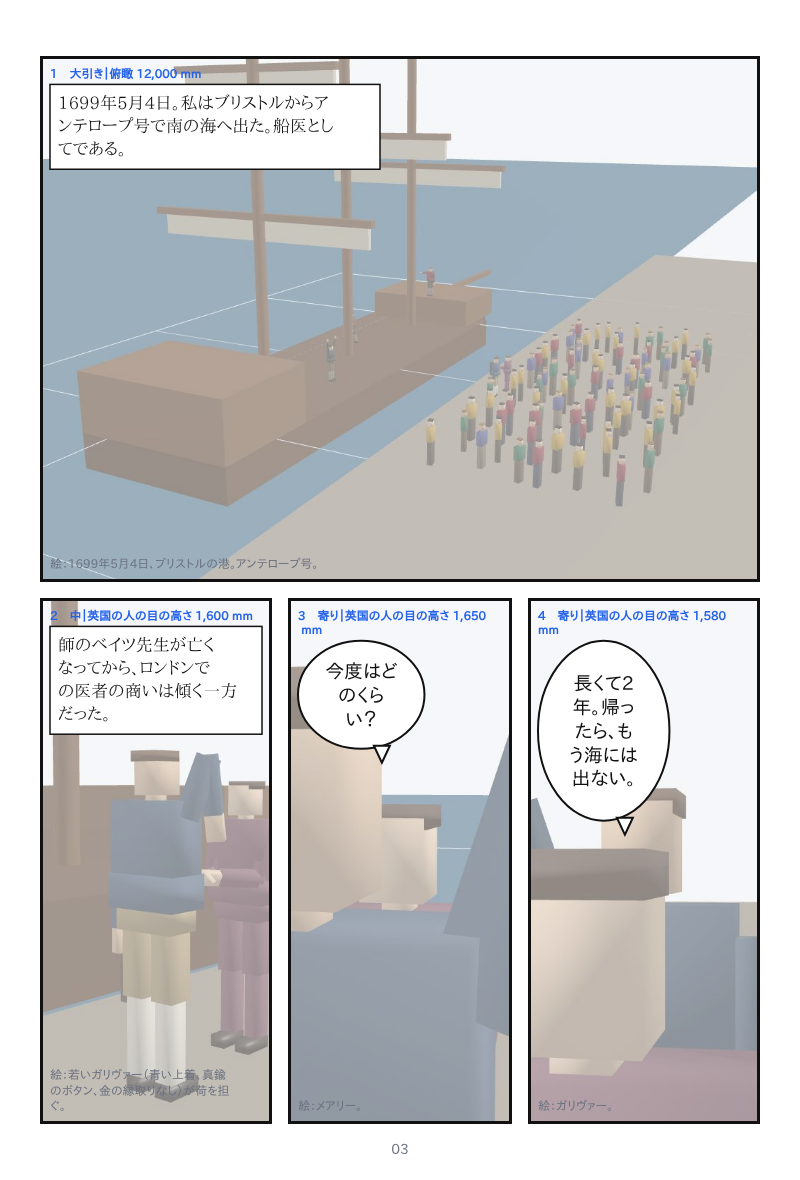 1 大引き|俯瞰 12,000 mm
1699年5月4日。私はブリストルからア
ンテロープ号で南の海へ出た。船医とし
てである。
絵:1699年5月4日、ブリストルの港。アンテロープ号。
2 中|英国の人の目の高さ 1,600 mm
師のベイツ先生が亡く
なってから、ロンドンで
の医者の商いは傾く一方
だった。
絵:若いガリヴァー(青い上着、真鍮
のボタン、金の縁取りなし)が荷を担
ぐ。
3 寄り|英国の人の目の高さ 1,650
mm
今度はど
のくら
い?
絵:メアリー。
4 寄り|英国の人の目の高さ 1,580
mm
長くて2
年。帰っ
たら、も
う海には
出ない。
絵:ガリヴァー。
03